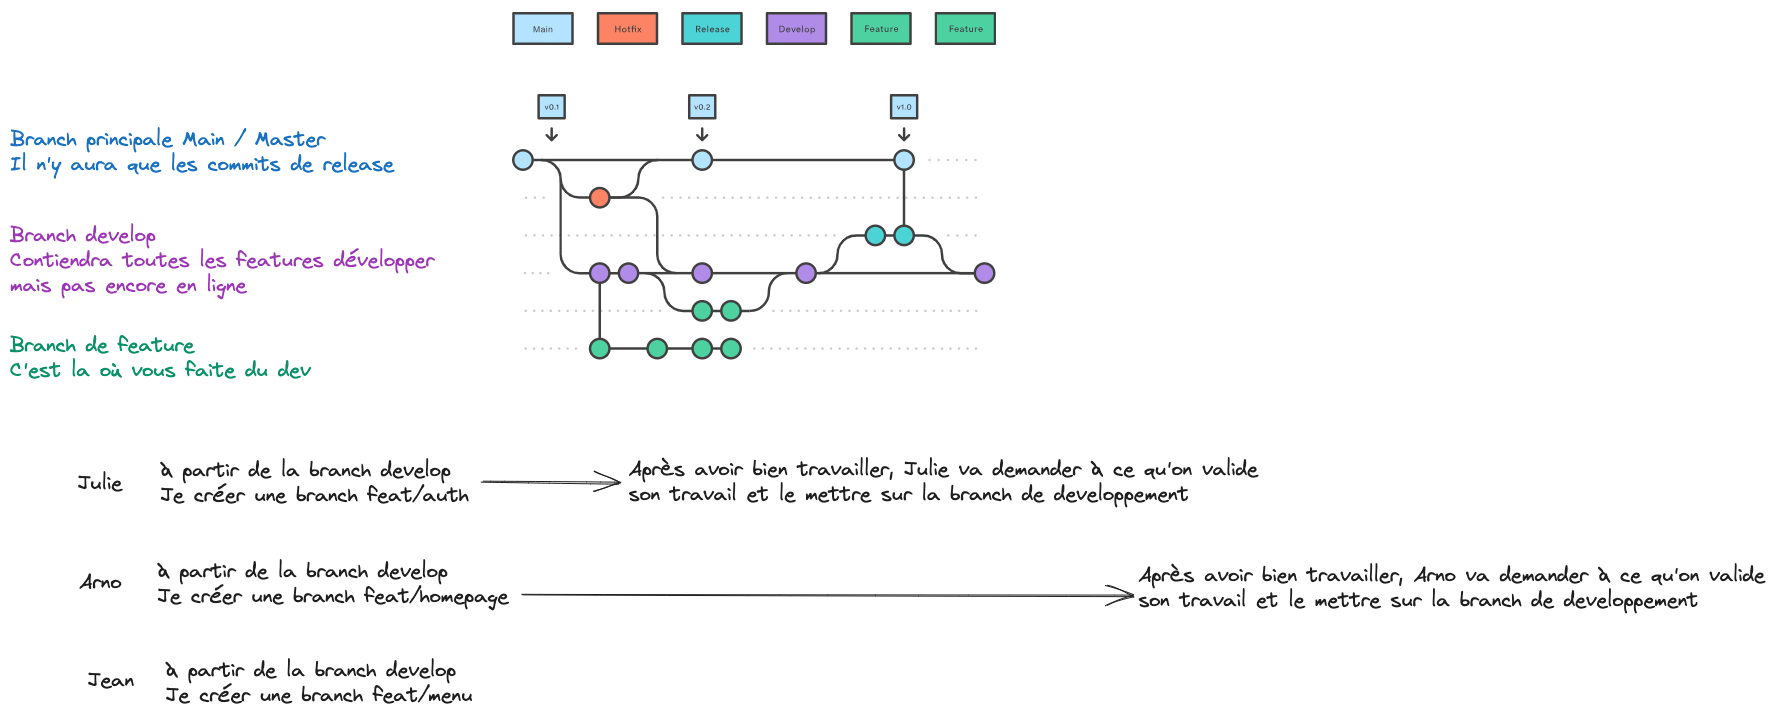 Main
Hotfix
Release
Develop
Feature
Feature
v0.1
v0.2
v1.0
Branch principale Main / Master
Il n'y aura que les commits de release
Branch develop
Contiendra toutes les features développer
mais pas encore en ligne
Branch de feature
C'est la où vous faite du dev
Julie
à partir de la branch develop
Je créer une branch feat/auth
Après avoir bien travailler, Julie va demander à ce qu'on valide
son travail et le mettre sur la branch de developpement
Arno
à partir de la branch develop
Je créer une branch feat/homepage
Après avoir bien travailler, Arno va demander à ce qu'on valide
son travail et le mettre sur la branch de developpement
Jean
à partir de la branch develop
Je créer une branch feat/menu